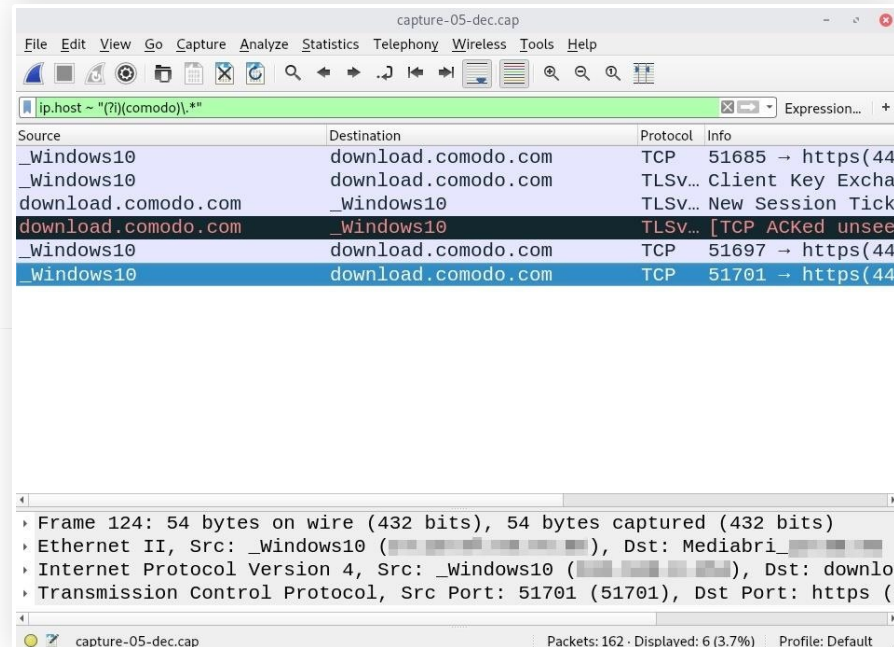 capture-05-dec.cap
File Edit View Go Capture Analyze Statistics Telephony Wireless Tools Help
ip.host ~ "(?i)(comodo)\.*" Expression... +
Source Destination Protocol Info
_Windows10 download.comodo.com TCP 51685 → https(44
_Windows10 download.comodo.com TLSv… Client Key Excha
download.comodo.com _Windows10 TLSv… New Session Tick
download.comodo.com _Windows10 TLSv… [TCP ACKed unsee
_Windows10 download.comodo.com TCP 51697 → https(44
_Windows10 download.comodo.com TCP 51701 → https(44
Frame 124: 54 bytes on wire (432 bits), 54 bytes captured (432 bits)
Ethernet II, Src: _Windows10 ( ), Dst: Mediabri_
Internet Protocol Version 4, Src: _Windows10 ( ), Dst: downlo
Transmission Control Protocol, Src Port: 51701 (51701), Dst Port: https (
capture-05-dec.cap Packets: 162 · Displayed: 6 (3.7%) Profile: Default